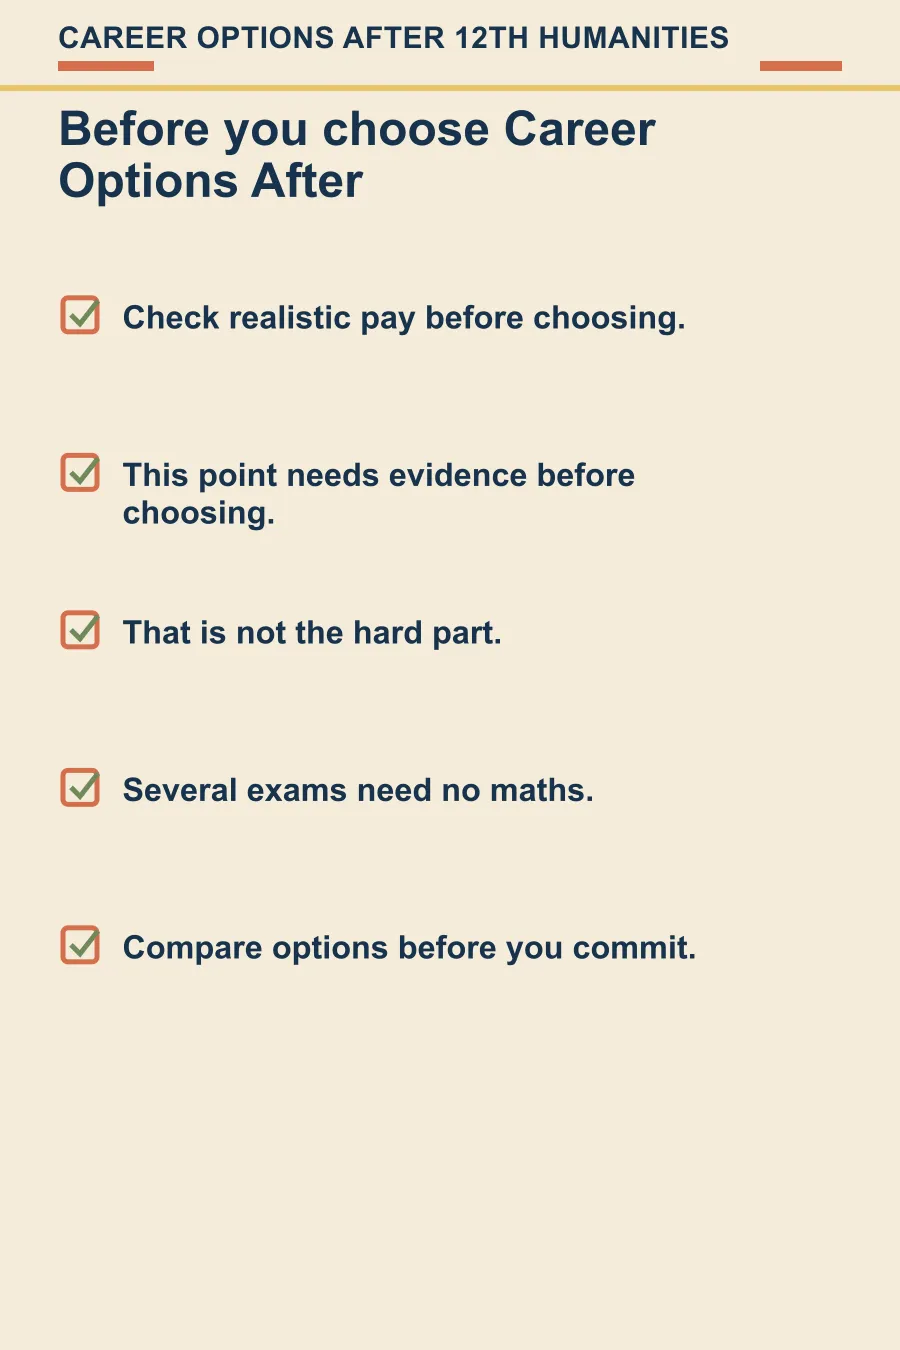 CAREER OPTIONS AFTER 12TH HUMANITIES
Before you choose Career
Options After
Check realistic pay before choosing.
This point needs evidence before
choosing.
That is not the hard part.
Several exams need no maths.
Compare options before you commit.